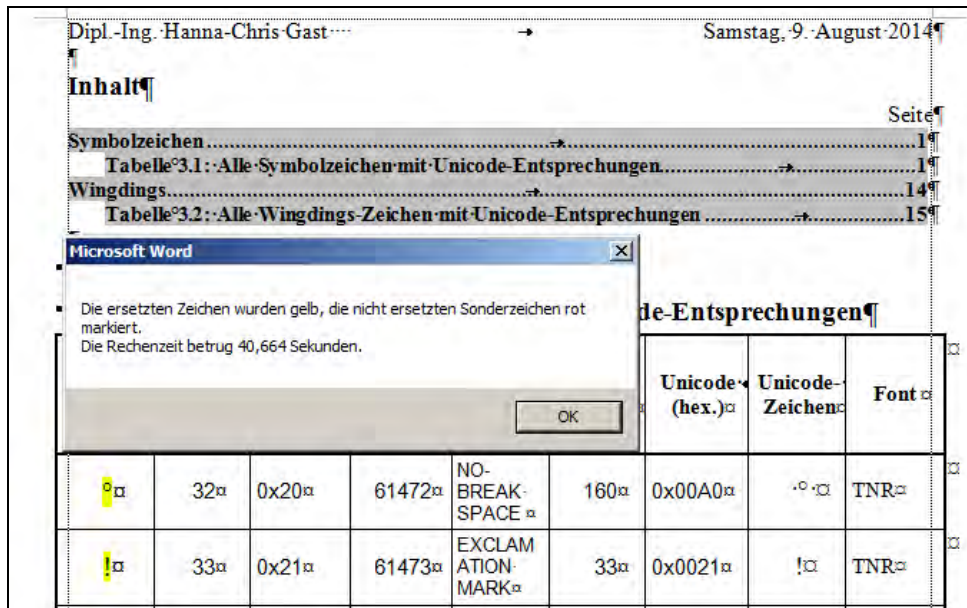 Dipl.-Ing.·Hanna-Chris·Gast···· → Samstag,·9.·August·2014¶
¶
Inhalt¶
Seite¶
Symbolzeichen→1¶
Tabelle°3.1:·Alle·Symbolzeichen·mit·Unicode-Entsprechungen→1¶
Wingdings→14¶
Tabelle°3.2:·Alle·Wingdings-Zeichen·mit·Unicode-Entsprechungen→15¶
Microsoft Word
Die ersetzten Zeichen wurden gelb, die nicht ersetzten Sonderzeichen rot
markiert.
Die Rechenzeit betrug 40,664 Sekunden.
OK
de-Entsprechungen¶
Unicode· (hex.)¤ Unicode-·Zeichen¤ Font¤
°¤ 32¤ 0x20¤ 61472¤ NO-BREAK·SPACE¤ 160¤ 0x00A0¤ ·°·¤ TNR¤
!¤ 33¤ 0x21¤ 61473¤ EXCLAMATION·MARK¤ 33¤ 0x0021¤ !¤ TNR¤